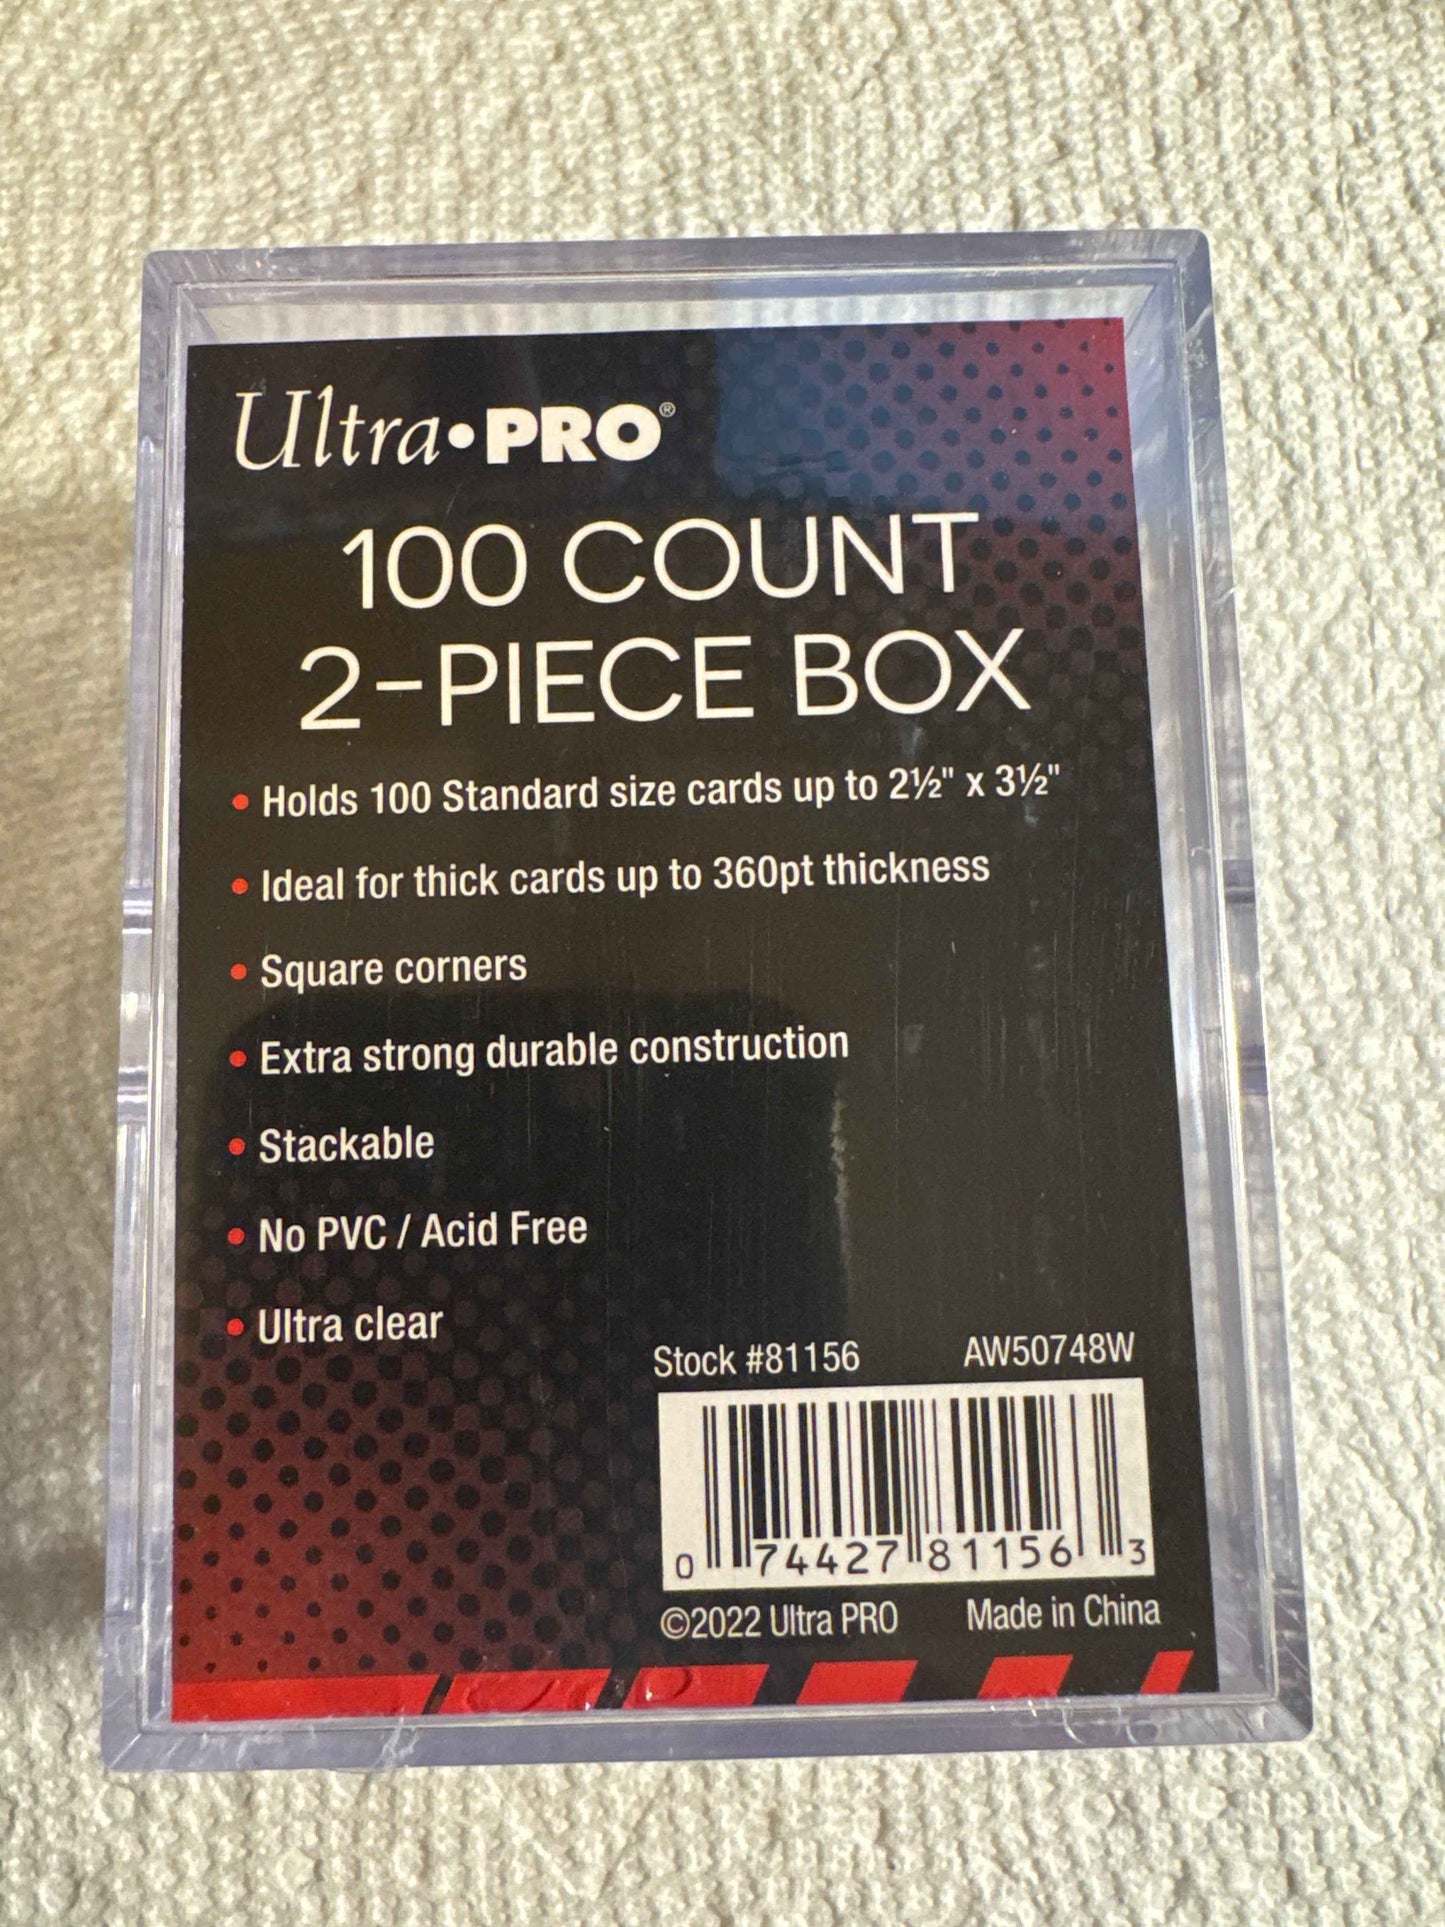 Ultra•PRO®
100 COUNT
2-PIECE BOX
• Holds 100 Standard size cards up to 2½" x 3½"
• Ideal for thick cards up to 360pt thickness
• Square corners
• Extra strong durable construction
• Stackable
• No PVC / Acid Free
• Ultra clear
Stock #81156 AW50748W
0 74427 81156 3
©2022 Ultra PRO Made in China